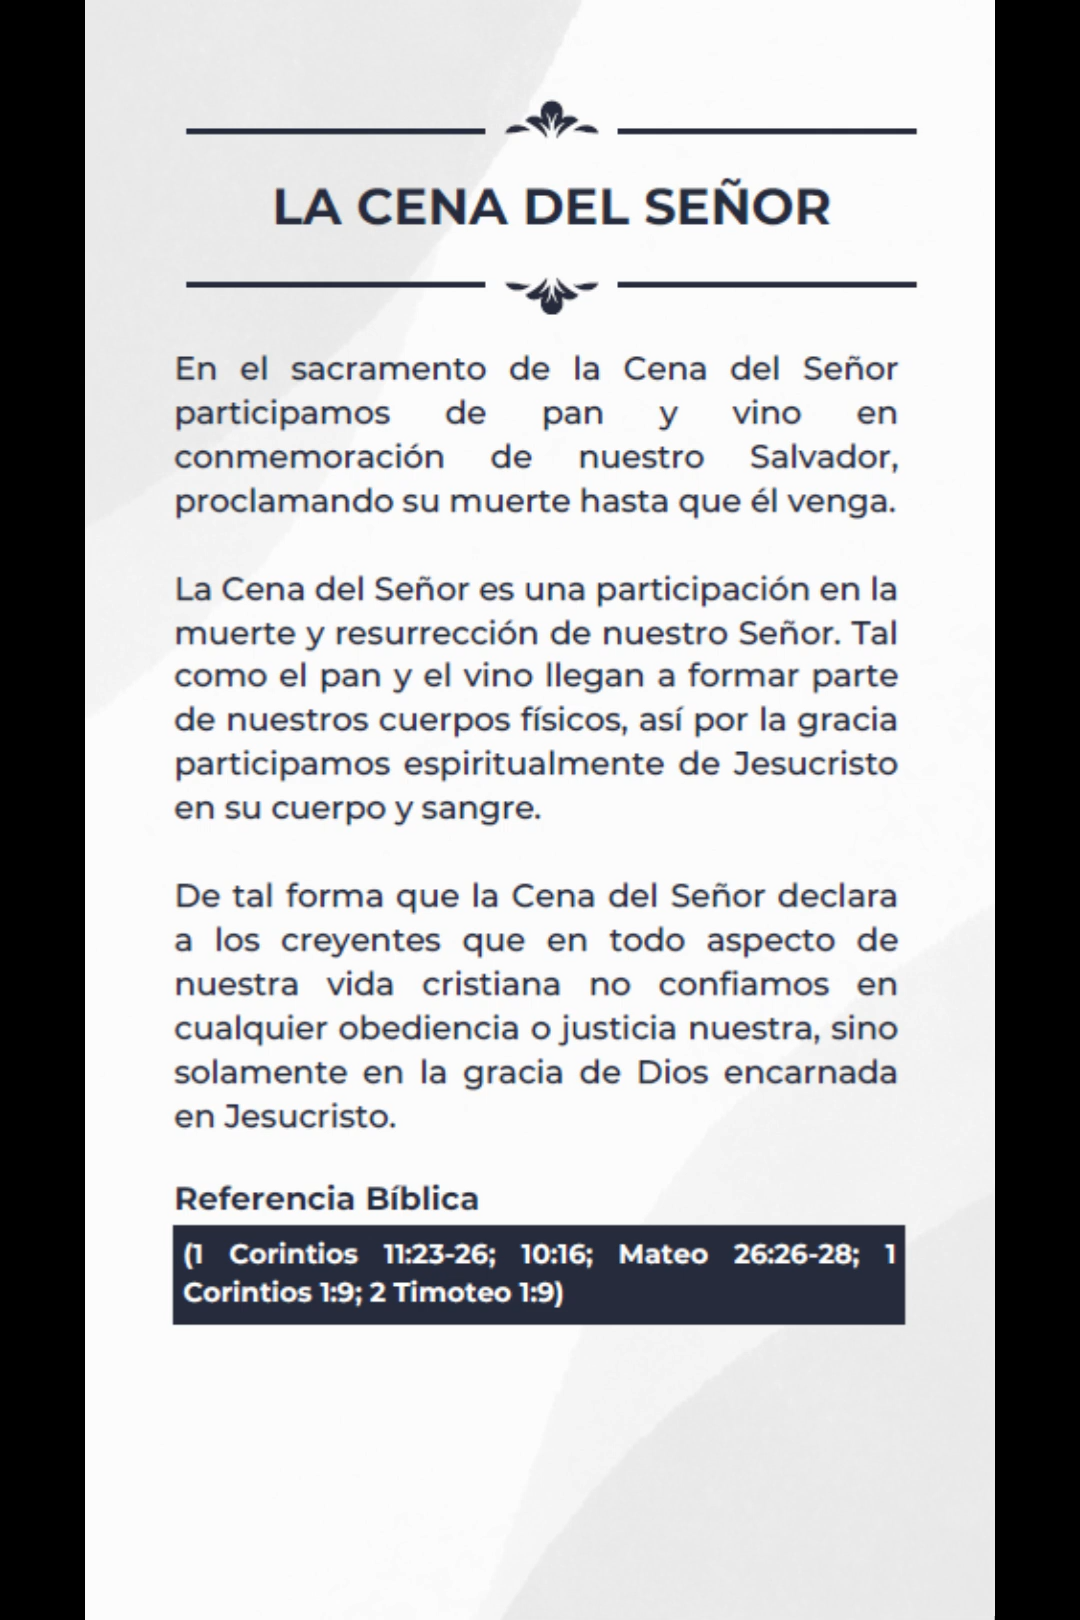 LA CENA DEL SEÑOR
En el sacramento de la Cena del Señor
participamos de pan y vino en
conmemoración de nuestro Salvador,
proclamando su muerte hasta que él venga.
La Cena del Señor es una participación en la
muerte y resurrección de nuestro Señor. Tal
como el pan y el vino llegan a formar parte
de nuestros cuerpos físicos, así por la gracia
participamos espiritualmente de Jesucristo
en su cuerpo y sangre.
De tal forma que la Cena del Señor declara
a los creyentes que en todo aspecto de
nuestra vida cristiana no confiamos en
cualquier obediencia o justicia nuestra, sino
solamente en la gracia de Dios encarnada
en Jesucristo.
Referencia Bíblica
(1 Corintios 11:23-26; 10:16; Mateo 26:26-28; 1
Corintios 1:9; 2 Timoteo 1:9)